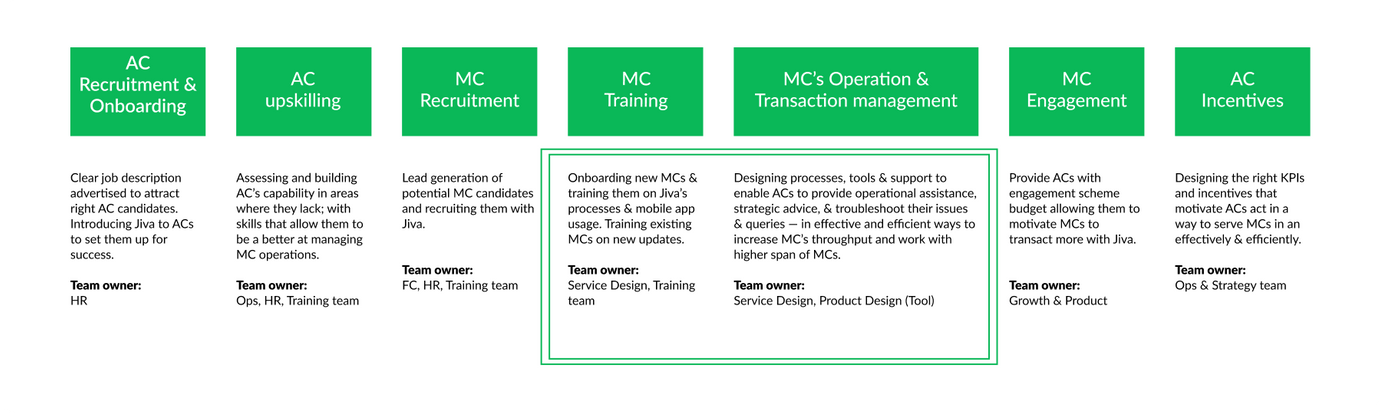 AC
Recruitment &
Onboarding
AC
upskilling
MC
Recruitment
MC
Training
MC's Operation &
Transaction management
MC
Engagement
AC
Incentives
Clear job description
advertised to attract
right AC candidates.
Introducing Jiva to ACs
to set them up for
success.
Team owner:
HR
Assessing and building
AC's capability in areas
where they lack; with
skills that allow them to
be a better at managing
MC operations.
Team owner:
Ops, HR, Training team
Lead generation of
potential MC candidates
and recruiting them with
Jiva.
Team owner:
FC, HR, Training team
Onboarding new MCs &
training them on Jiva's
processes & mobile app
usage. Training existing
MCs on new updates.
Team owner:
Service Design, Training
team
Designing processes, tools & support to
enable ACs to provide operational assistance,
strategic advice, & troubleshoot their issues
& queries — in effective and efficient ways to
increase MC's throughput and work with
higher span of MCs.
Team owner:
Service Design, Product Design (Tool)
Provide ACs with
engagement scheme
budget allowing them to
motivate MCs to
transact more with Jiva.
Team owner:
Growth & Product
Designing the right KPIs
and incentives that
motivate ACs act in a
way to serve MCs in an
effectively & efficiently.
Team owner:
Ops & Strategy team